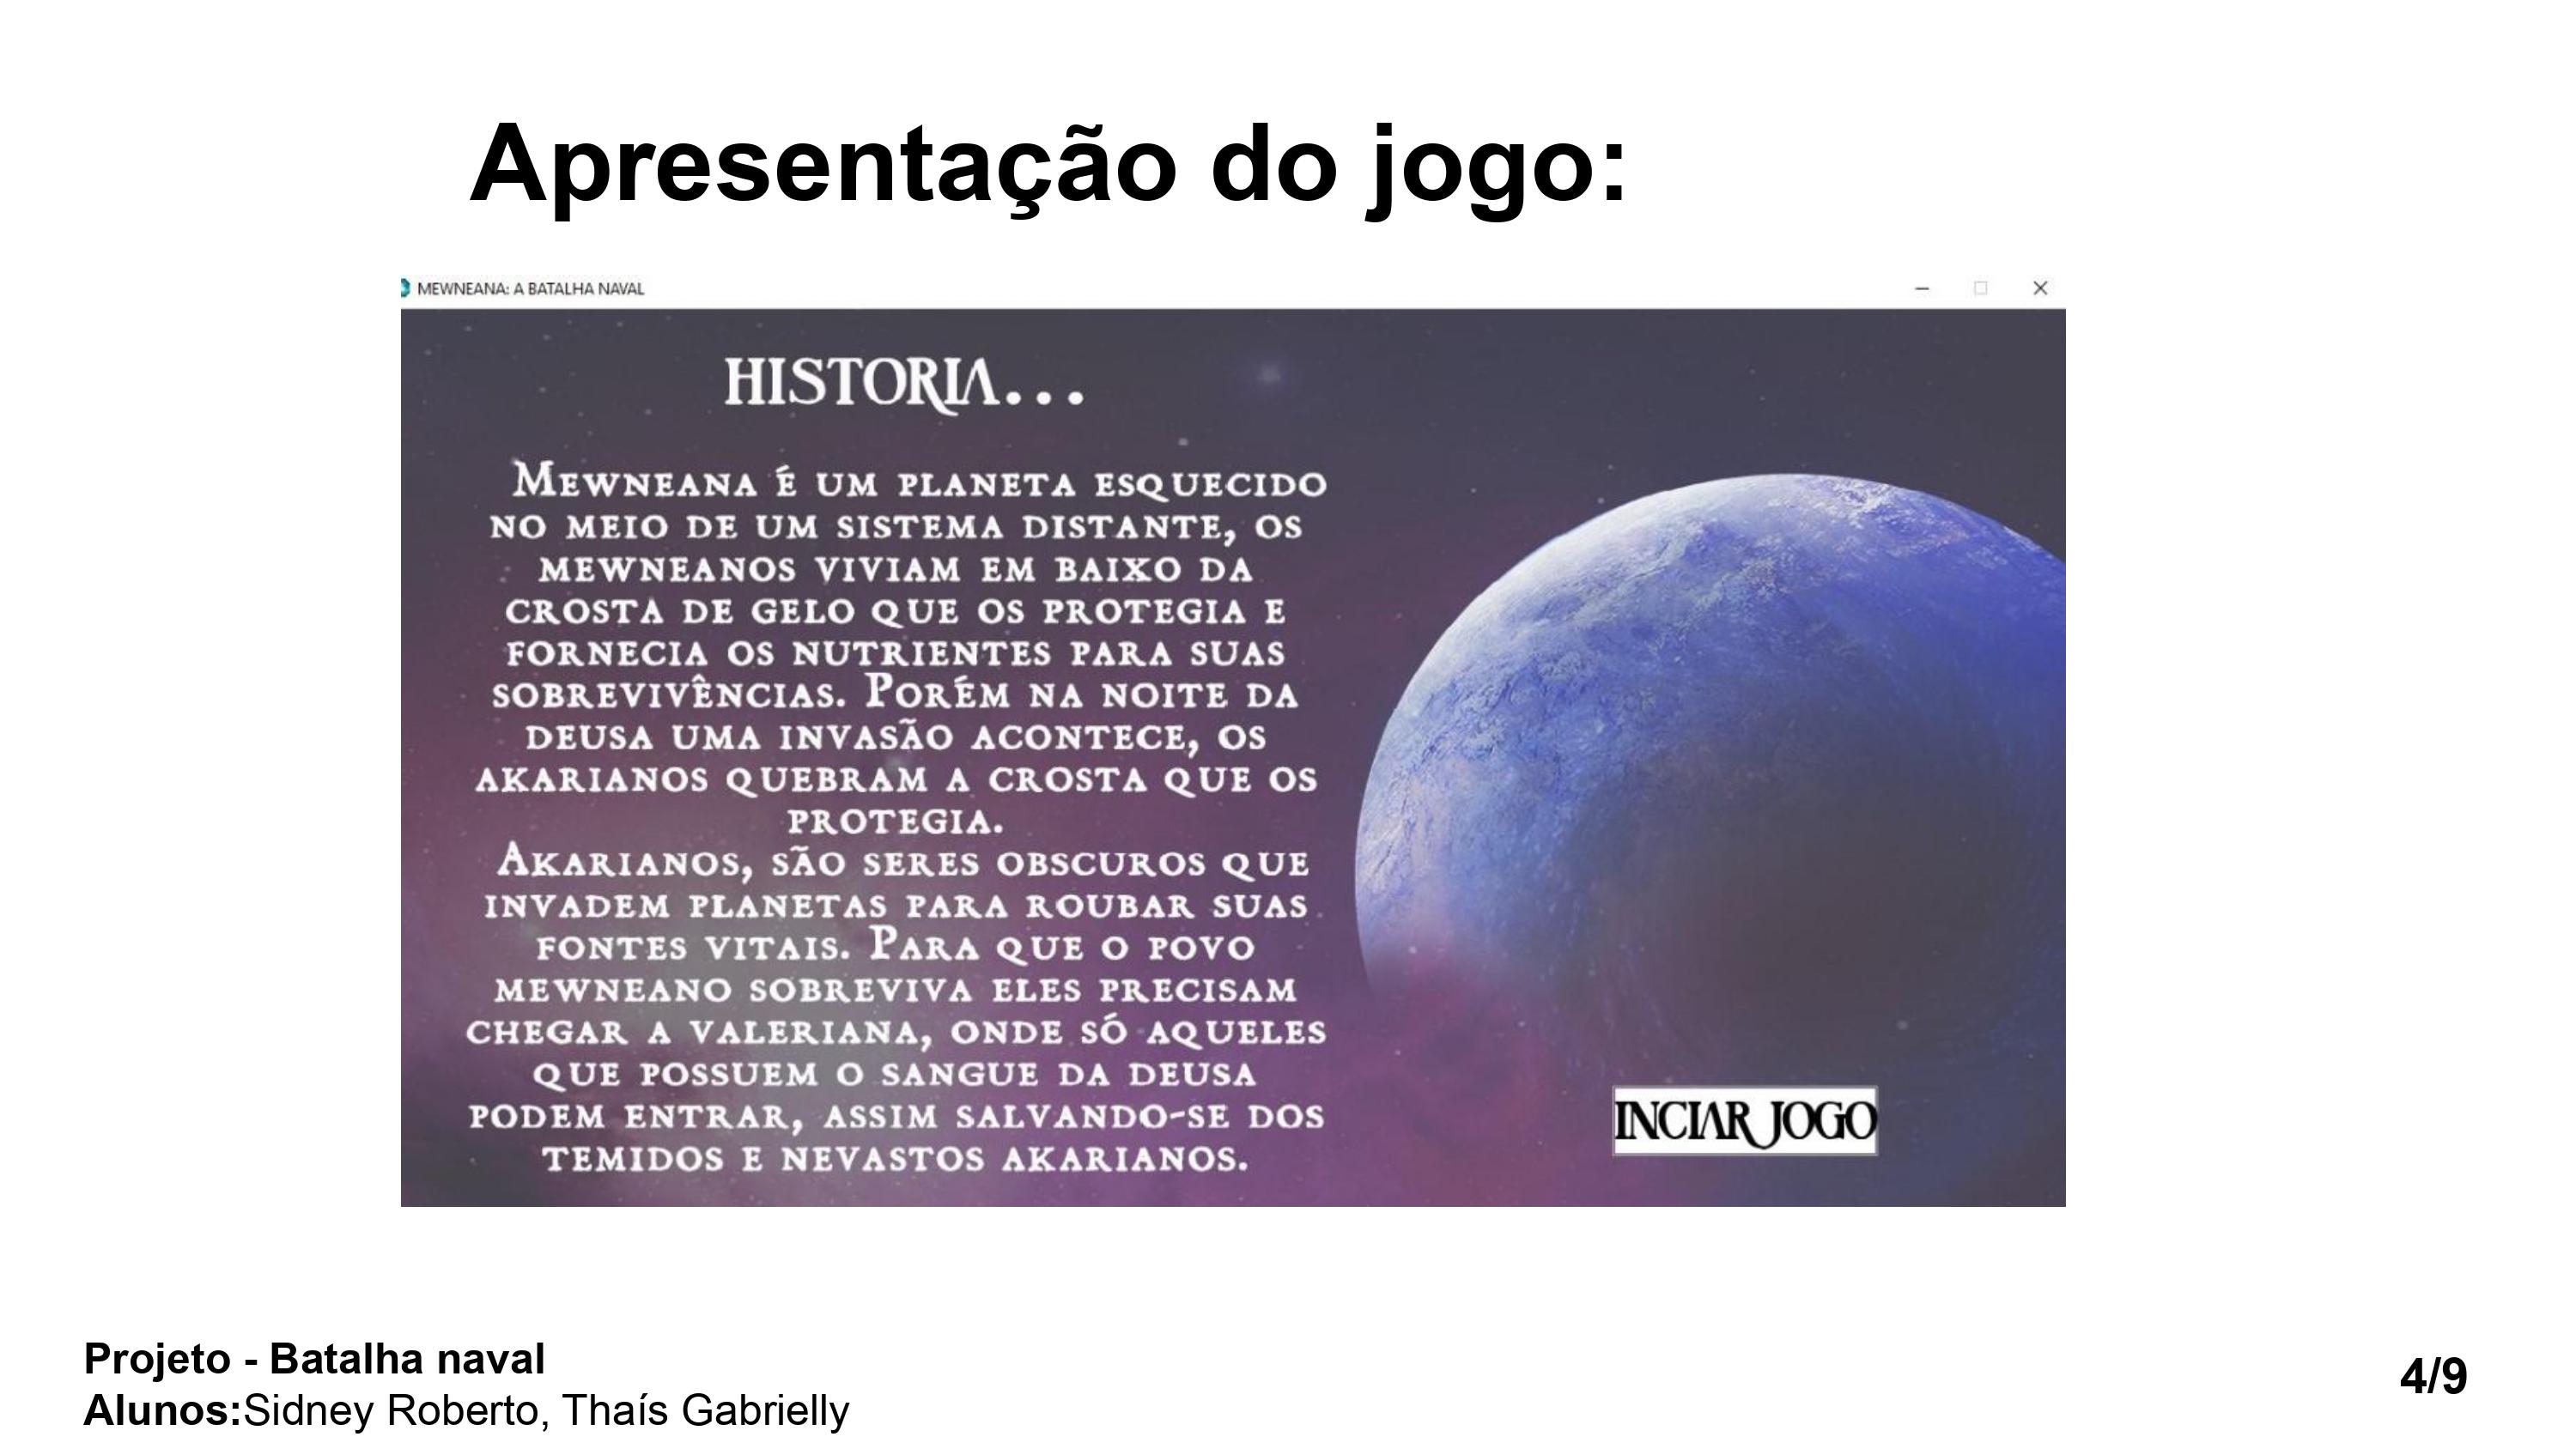 Apresentação do jogo:
MEWNEANA: A BATALHA NAVAL
HISTORIA...
MEWNEANA É UM PLANETA ESQUECIDO
NO MEIO DE UM SISTEMA DISTANTE, OS
MEWNEANOS VIVIAM EM BAIXO DA
CROSTA DE GELO QUE OS PROTEGIA E
FORNECIA OS NUTRIENTES PARA SUAS
SOBREVIVÊNCIAS. PORÉM NA NOITE DA
DEUSA UMA INVASÃO ACONTECE, OS
AKARIANOS QUEBRAM A CROSTA QUE OS
PROTEGIA.
AKARIANOS, SÃO SERES OBSCUROS QUE
INVADEM PLANETAS PARA ROUBAR SUAS
FONTES VITAIS. PARA QUE O POVO
MEWNEANO SOBREVIVA ELES PRECISAM
CHEGAR A VALERIANA, ONDE SÓ AQUELES
QUE POSSUEM O SANGUE DA DEUSA
PODEM ENTRAR, ASSIM SALVANDO-SE DOS
TEMIDOS E NEVASTOS AKARIANOS.
INCIAR JOGO
Projeto - Batalha naval
Alunos:Sidney Roberto, Thaís Gabrielly
4/9